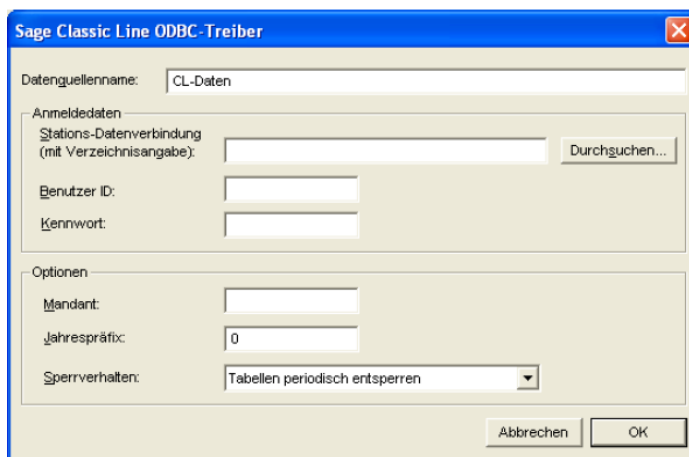 Sage Classic Line ODBC-Treiber
Datenquellenname:
CL-Daten
Anmeldedaten
Stations-Datenverbindung
(mit Verzeichnisangabe):
Durchsuchen...
Benutzer ID:
Kennwort:
Optionen
Mandant:
Jahrespräfix:
0
Sperrverhalten:
Tabellen periodisch entsperren
Abbrechen
OK